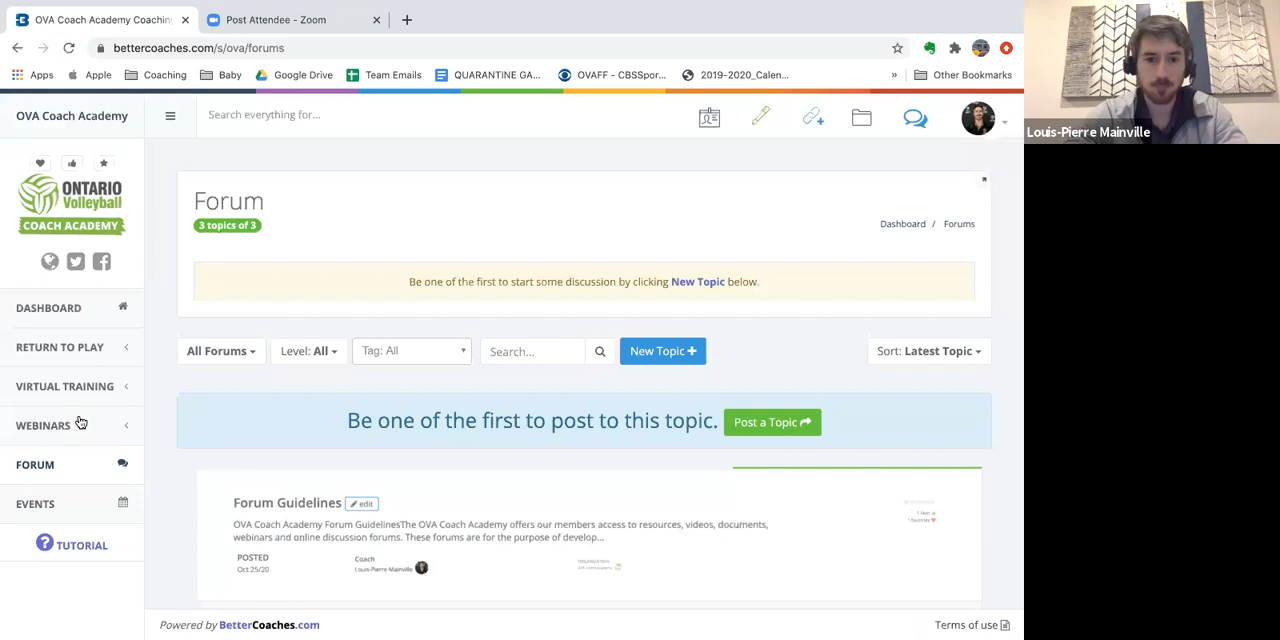 OVA Coach Academy Coaching
Post Attendee - Zoom
bettercoaches.com/s/ova/forums
Apps
Apple
Coaching
Baby
Google Drive
Team Emails
QUARANTINE GA...
OVAFF - CBSSpor...
2019-2020_Calen...
»
Other Bookmarks
OVA Coach Academy
Search everything for...
Louis-Pierre Mainville
ONTARIO
Volleyball
COACH ACADEMY
Forum
3 topics of 3
Dashboard / Forums
Be one of the first to start some discussion by clicking New Topic below.
DASHBOARD
RETURN TO PLAY
VIRTUAL TRAINING
WEBINARS
FORUM
EVENTS
TUTORIAL
All Forums
Level: All
Tag: All
Search...
New Topic +
Sort: Latest Topic
Be one of the first to post to this topic.
Post a Topic
Forum Guidelines
edit
OVA Coach Academy Forum GuidelinesThe OVA Coach Academy offers our members access to resources, videos, documents,
webinars and online discussion forums. These forums are for the purpose of develop...
POSTED
Oct 25/20
Coach
Louis-Pierre Mainville
Powered by BetterCoaches.com
Terms of use